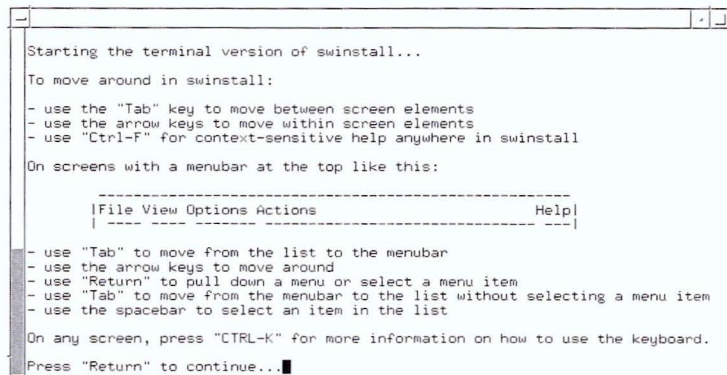 Starting the terminal version of swinstall...
To move around in swinstall:
- use the "Tab" key to move between screen elements
- use the arrow keys to move within screen elements
- use "Ctrl-F" for context-sensitive help anywhere in swinstall
On screens with a menubar at the top like this:
------------------------------------------------------
|File View Options Actions Help|
| ---- ---- ------- ------------------------------- ---|
- use "Tab" to move from the list to the menubar
- use the arrow keys to move around
- use "Return" to pull down a menu or select a menu item
- use "Tab" to move from the menubar to the list without selecting a menu item
- use the spacebar to select an item in the list
On any screen, press "CTRL-K" for more information on how to use the keyboard.
Press "Return" to continue...